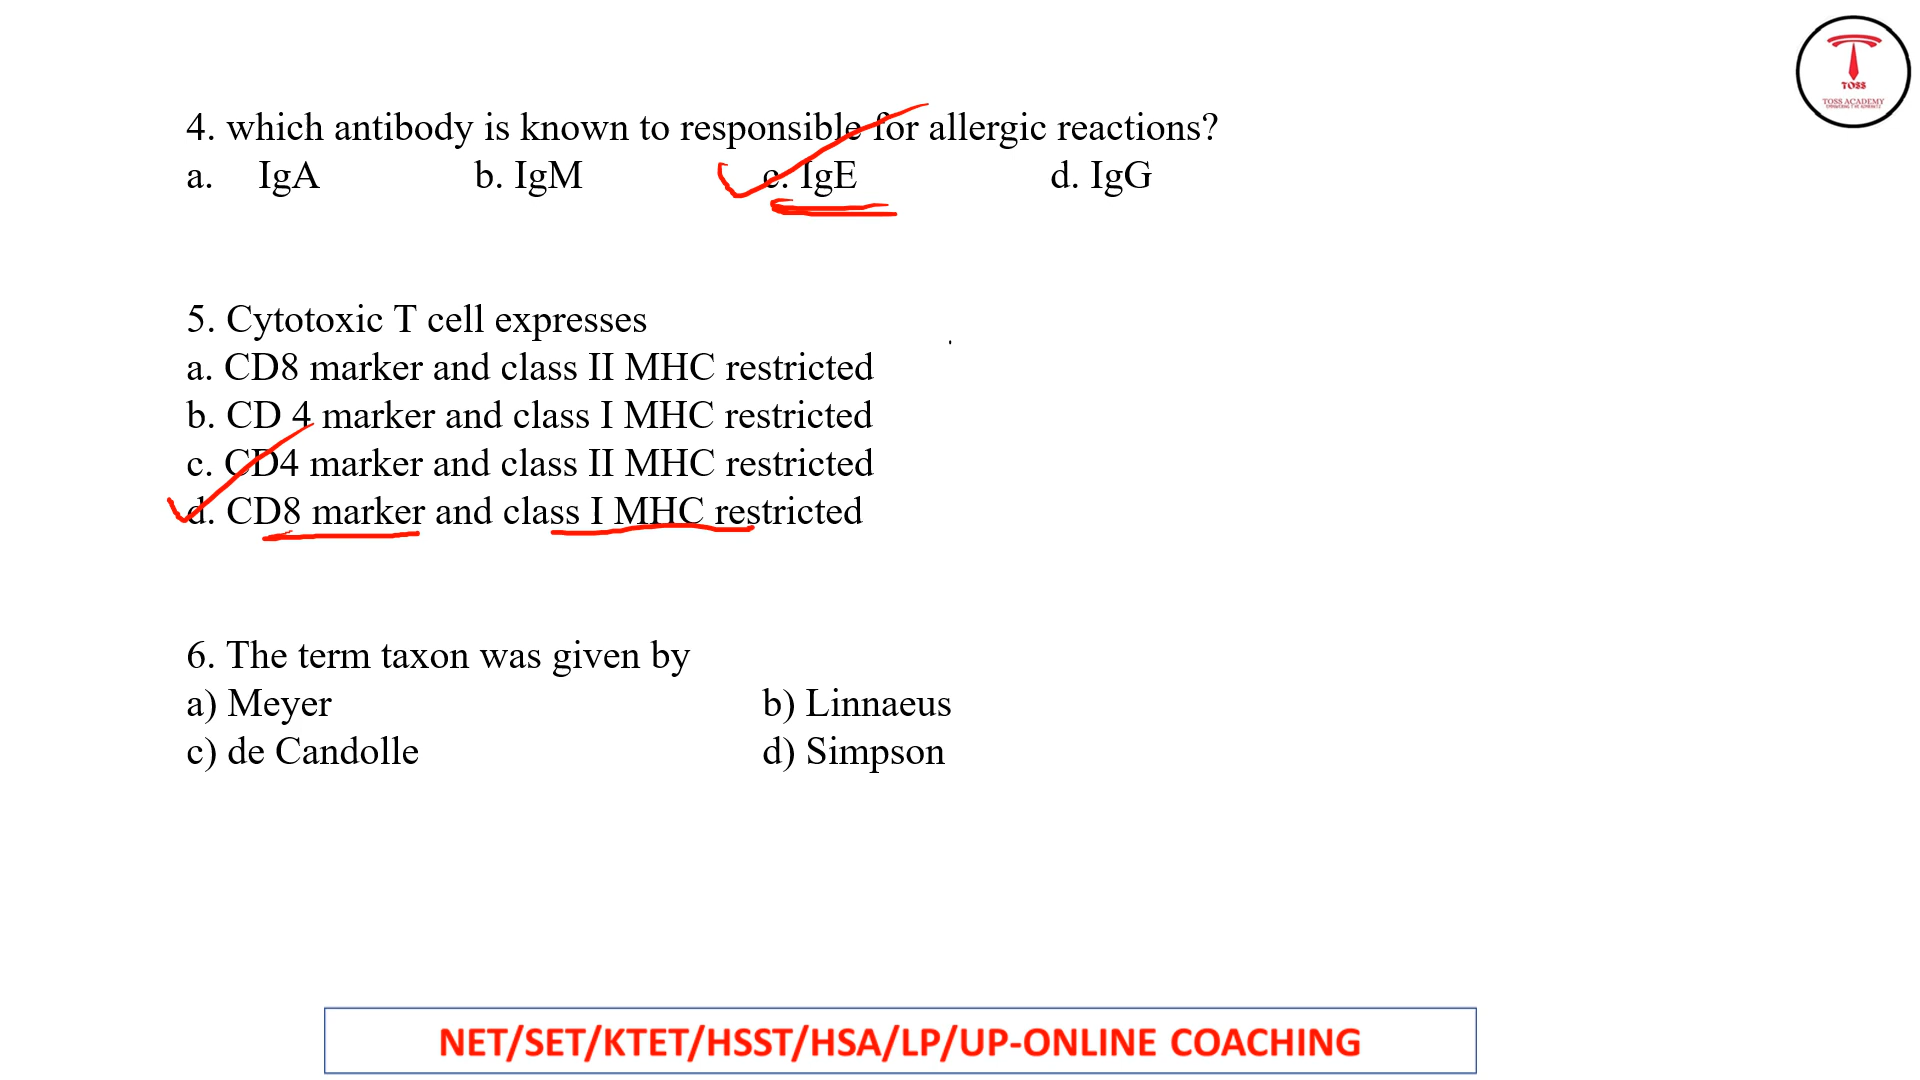 TOSS
TOSS ACADEMY
4. which antibody is known to responsible for allergic reactions?
a. IgA b. IgM c. IgE d. IgG
5. Cytotoxic T cell expresses
a. CD8 marker and class II MHC restricted
b. CD 4 marker and class I MHC restricted
c. CD4 marker and class II MHC restricted
d. CD8 marker and class I MHC restricted
6. The term taxon was given by
a) Meyer b) Linnaeus
c) de Candolle d) Simpson
NET/SET/KTET/HSST/HSA/LP/UP-ONLINE COACHING